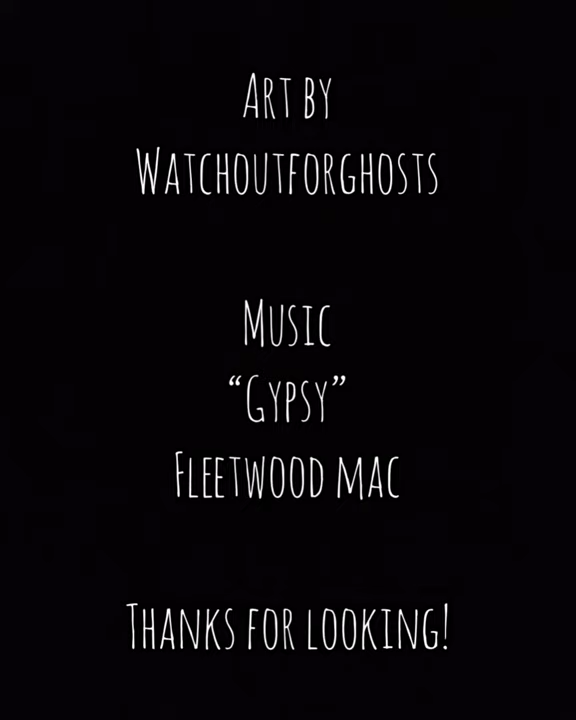 Art by
Watchoutforghosts
Music
“Gypsy”
Fleetwood mac
Thanks for looking!